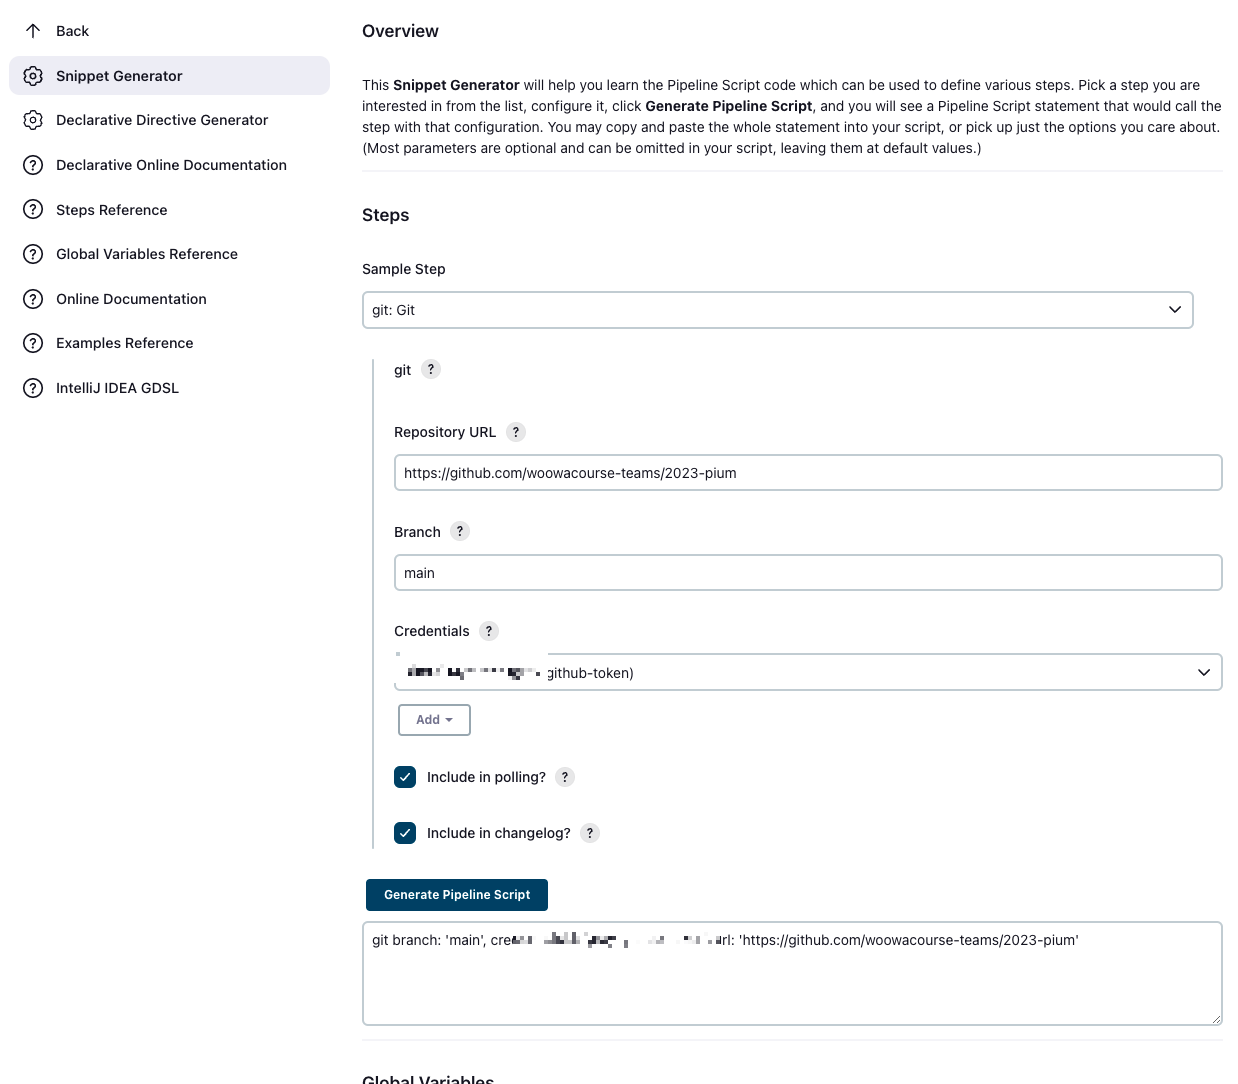 Back
Snippet Generator
Declarative Directive Generator
Declarative Online Documentation
Steps Reference
Global Variables Reference
Online Documentation
Examples Reference
IntelliJ IDEA GDSL
Overview
This Snippet Generator will help you learn the Pipeline Script code which can be used to define various steps. Pick a step you are
interested in from the list, configure it, click Generate Pipeline Script, and you will see a Pipeline Script statement that would call the
step with that configuration. You may copy and paste the whole statement into your script, or pick up just the options you care about.
(Most parameters are optional and can be omitted in your script, leaving them at default values.)
Steps
Sample Step
git: Git
git ?
Repository URL ?
https://github.com/woowacourse-teams/2023-pium
Branch ?
main
Credentials ?
github-token)
Add
Include in polling? ?
Include in changelog? ?
Generate Pipeline Script
git branch: 'main', url: 'https://github.com/woowacourse-teams/2023-pium'
Global Variables